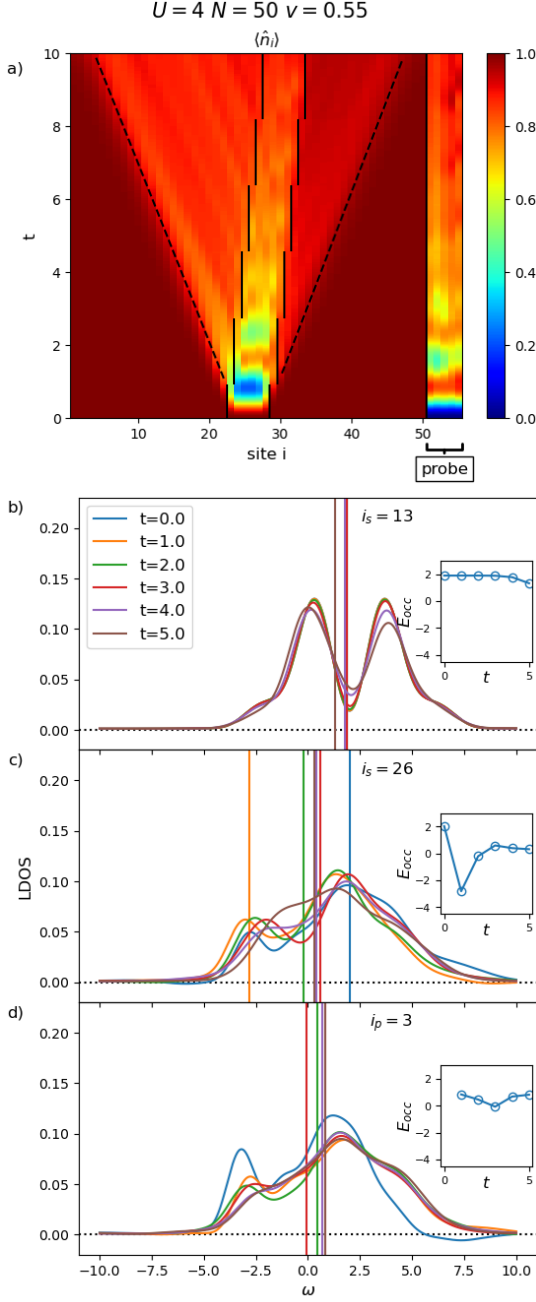 U = 4 N = 50 v = 0.55
⟨n̂ᵢ⟩
a)
10
8
6
4
2
0
t
10 20 30 40 50
site i
probe
1.0
0.8
0.6
0.4
0.2
0.0
b)
t=0.0
t=1.0
t=2.0
t=3.0
t=4.0
t=5.0
i_s = 13
0.20
0.15
0.10
0.05
0.00
E_occ
2
0
−2
−4
0 5
t
c)
i_s = 26
LDOS
0.20
0.15
0.10
0.05
0.00
E_occ
2
0
−2
−4
0 5
t
d)
i_p = 3
0.20
0.15
0.10
0.05
0.00
E_occ
2
0
−2
−4
0 5
t
−10.0 −7.5 −5.0 −2.5 0.0 2.5 5.0 7.5 10.0
ω